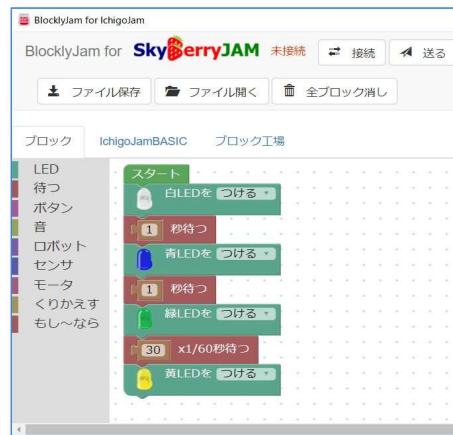 BlocklyJam for IchigoJam
BlocklyJam for SkyBerryJAM 未接続 接続 送る
ファイル保存 ファイル開く 全ブロック消し
ブロック IchigoJamBASIC ブロック工場
LED
待つ
ボタン
音
ロボット
センサ
モータ
くりかえす
もし～なら
スタート
白LEDを つける
1 秒待つ
青LEDを つける
1 秒待つ
緑LEDを つける
30 x1/60秒待つ
黄LEDを つける